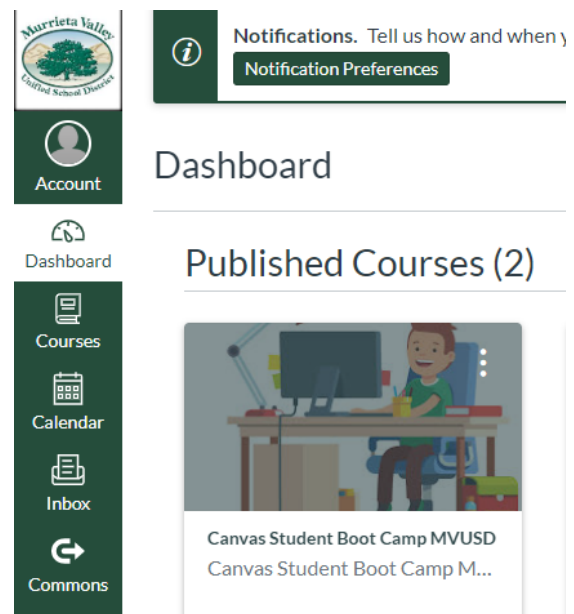 Murrieta Valley
Unified School District
Notifications. Tell us how and when y
Notification Preferences
Account
Dashboard
Dashboard
Published Courses (2)
Courses
Calendar
Inbox
Commons
Canvas Student Boot Camp MVUSD
Canvas Student Boot Camp M...